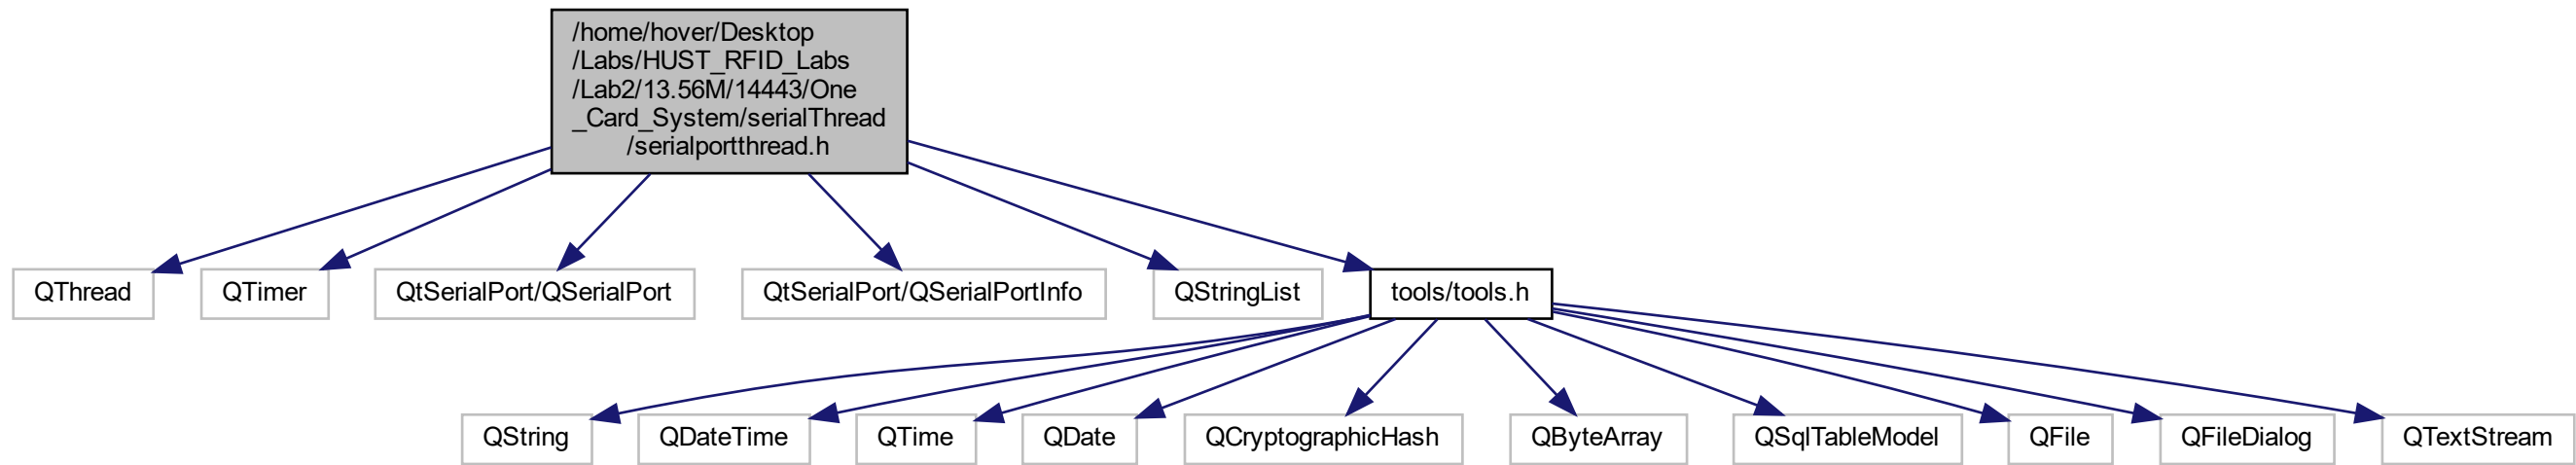 /home/hover/Desktop
/Labs/HUST_RFID_Labs
/Lab2/13.56M/14443/One
_Card_System/serialThread
/serialportthread.h
QThread
QTimer
QtSerialPort/QSerialPort
QtSerialPort/QSerialPortInfo
QStringList
tools/tools.h
QString
QDateTime
QTime
QDate
QCryptographicHash
QByteArray
QSqlTableModel
QFile
QFileDialog
QTextStream